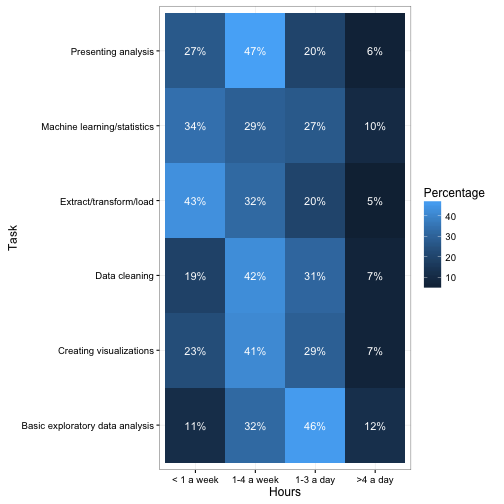 Task
Presenting analysis 27% 47% 20% 6%
Machine learning/statistics 34% 29% 27% 10%
Extract/transform/load 43% 32% 20% 5%
Data cleaning 19% 42% 31% 7%
Creating visualizations 23% 41% 29% 7%
Basic exploratory data analysis 11% 32% 46% 12%
< 1 a week 1-4 a week 1-3 a day >4 a day
Hours
Percentage
40
30
20
10